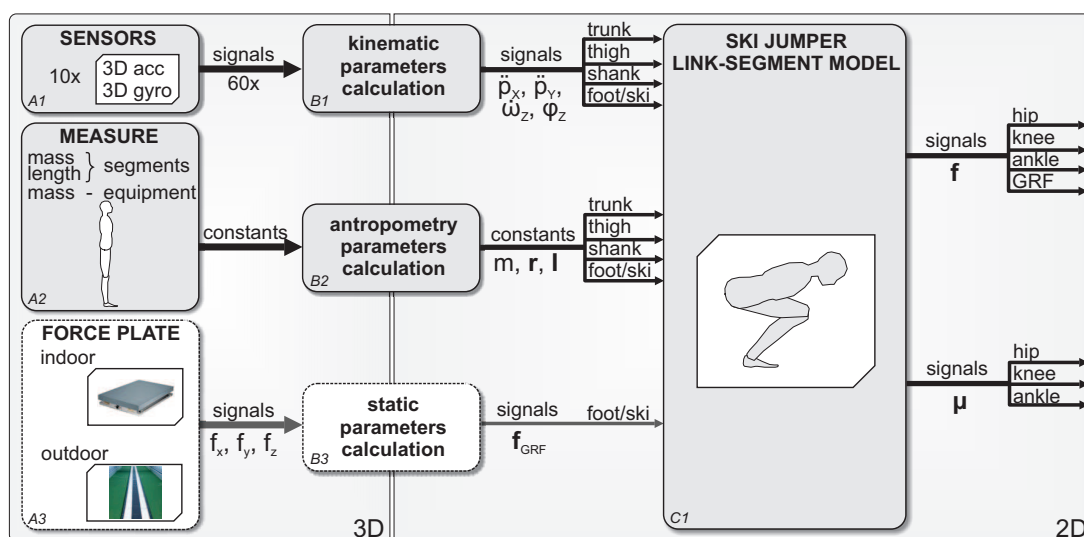 SENSORS
10x
3D acc
3D gyro
A1
signals
60x
kinematic
parameters
calculation
B1
signals
p̈X, p̈Y,
ω̇Z, φZ
trunk
thigh
shank
foot/ski
MEASURE
mass
length } segments
mass - equipment
A2
constants
antropometry
parameters
calculation
B2
constants
m, r, l
trunk
thigh
shank
foot/ski
FORCE PLATE
indoor
outdoor
A3
signals
fx, fy, fz
static
parameters
calculation
B3
signals
fGRF
foot/ski
3D
SKI JUMPER
LINK-SEGMENT MODEL
C1
signals
f
hip
knee
ankle
GRF
signals
μ
hip
knee
ankle
2D